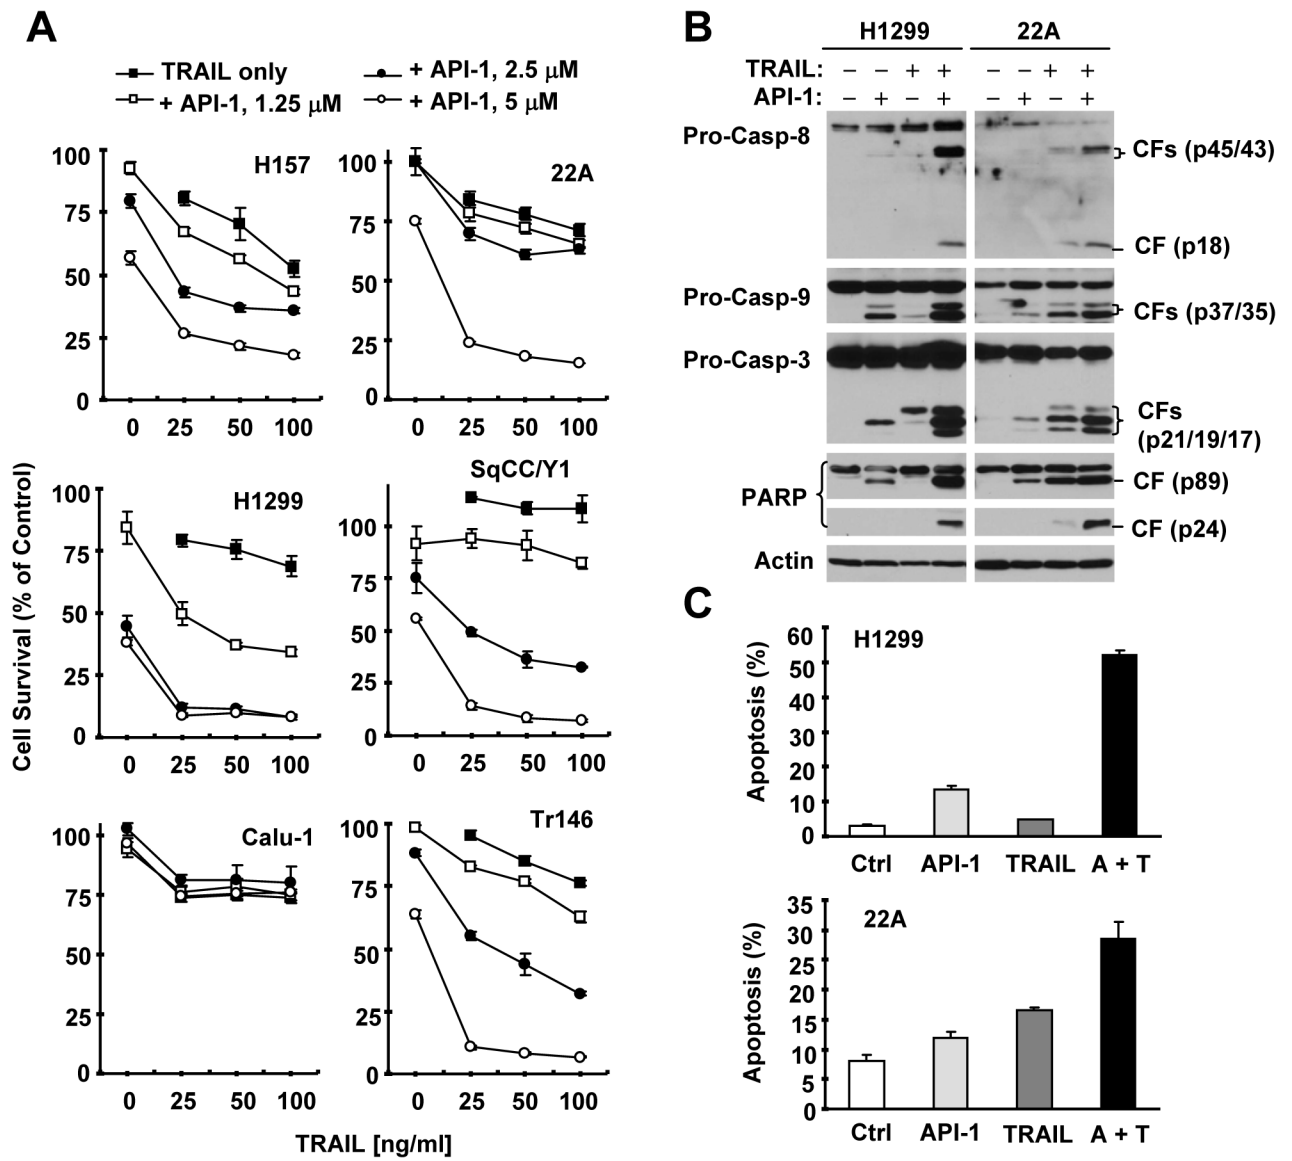 A
TRAIL only
+ API-1, 2.5 μM
+ API-1, 1.25 μM
+ API-1, 5 μM
Cell Survival (% of Control)
H157
100
75
50
25
0
0 25 50 100
22A
100
75
50
25
0
0 25 50 100
H1299
100
75
50
25
0
0 25 50 100
SqCC/Y1
100
75
50
25
0
0 25 50 100
Calu-1
100
75
50
25
0
0 25 50 100
Tr146
100
75
50
25
0
0 25 50 100
TRAIL [ng/ml]
B
H1299 22A
TRAIL: − − + + − − + +
API-1: − + − + − + − +
Pro-Casp-8
CFs (p45/43)
CF (p18)
Pro-Casp-9
CFs (p37/35)
Pro-Casp-3
CFs
(p21/19/17)
PARP
CF (p89)
CF (p24)
Actin
C
Apoptosis (%)
H1299
60
50
40
30
20
10
0
Ctrl API-1 TRAIL A + T
Apoptosis (%)
22A
35
30
25
20
15
10
5
0
Ctrl API-1 TRAIL A + T